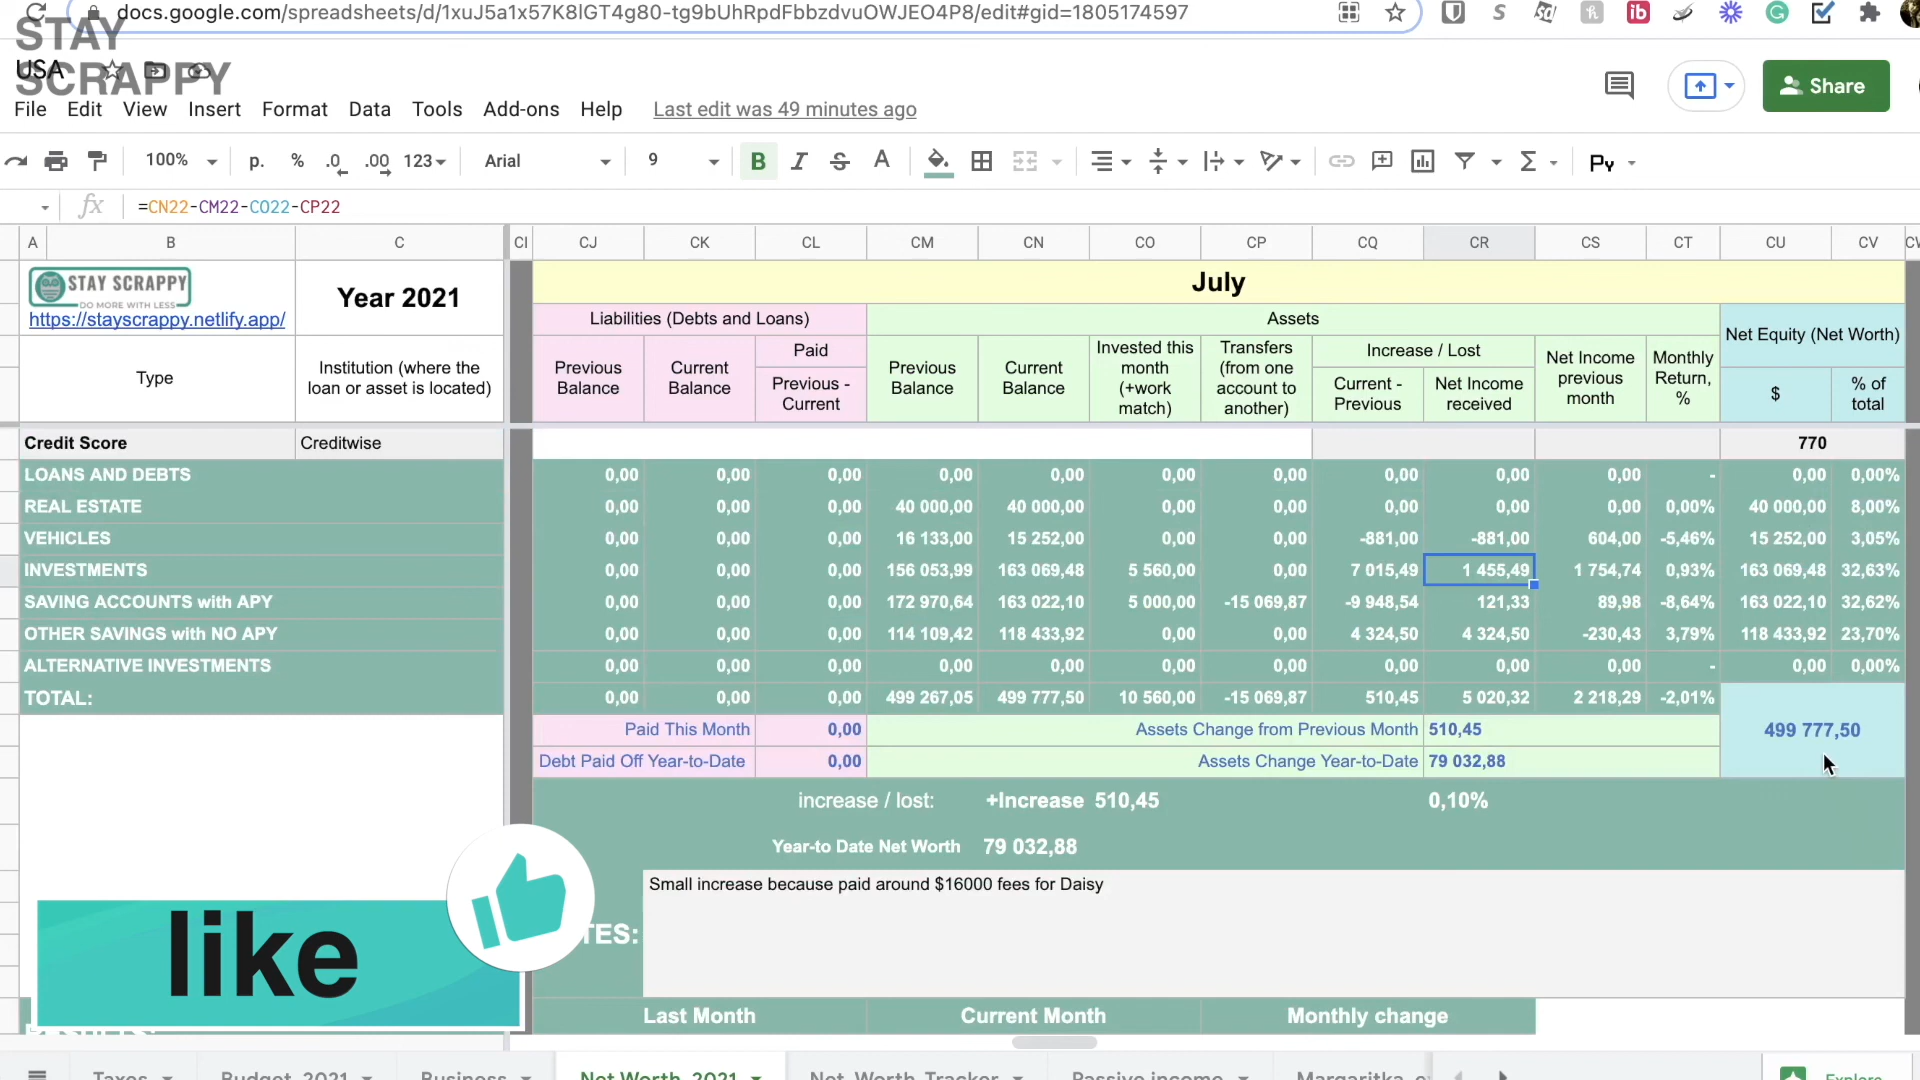 docs.google.com/spreadsheets/d/1xuJ5a1x57K8lGT4g80-tg9bUhRpdFbbzdvuOWJEO4P8/edit#gid=1805174597
STAY
SCRAPPY
USA
Share
File Edit View Insert Format Data Tools Add-ons Help Last edit was 49 minutes ago
100% p. % .0 .00 123 Arial 9 B I S A Σ Py
fx =CN22-CM22-CO22-CP22
A B C CI CJ CK CL CM CN CO CP CQ CR CS CT CU CV CW
STAY SCRAPPY
DO MORE WITH LESS
https://stayscrappy.netlify.app/
Year 2021
July
Liabilities (Debts and Loans) Assets Net Equity (Net Worth)
Type
Institution (where the
loan or asset is located)
Previous
Balance
Current
Balance
Paid
Previous -
Current
Previous
Balance
Current
Balance
Invested this
month
(+work
match)
Transfers
(from one
account to
another)
Increase / Lost
Current -
Previous
Net Income
received
Net Income
previous
month
Monthly
Return,
%
$
% of
total
Credit Score Creditwise 770
LOANS AND DEBTS 0,00 0,00 0,00 0,00 0,00 0,00 0,00 0,00 0,00 0,00 - 0,00 0,00%
REAL ESTATE 0,00 0,00 0,00 40 000,00 40 000,00 0,00 0,00 0,00 0,00 0,00 0,00% 40 000,00 8,00%
VEHICLES 0,00 0,00 0,00 16 133,00 15 252,00 0,00 0,00 -881,00 -881,00 604,00 -5,46% 15 252,00 3,05%
INVESTMENTS 0,00 0,00 0,00 156 053,99 163 069,48 5 560,00 0,00 7 015,49 1 455,49 1 754,74 0,93% 163 069,48 32,63%
SAVING ACCOUNTS with APY 0,00 0,00 0,00 172 970,64 163 022,10 5 000,00 -15 069,87 -9 948,54 121,33 89,98 -8,64% 163 022,10 32,62%
OTHER SAVINGS with NO APY 0,00 0,00 0,00 114 109,42 118 433,92 0,00 0,00 4 324,50 4 324,50 -230,43 3,79% 118 433,92 23,70%
ALTERNATIVE INVESTMENTS 0,00 0,00 0,00 0,00 0,00 0,00 0,00 0,00 0,00 0,00 - 0,00 0,00%
TOTAL: 0,00 0,00 0,00 499 267,05 499 777,50 10 560,00 -15 069,87 510,45 5 020,32 2 218,29 -2,01%
Paid This Month 0,00 Assets Change from Previous Month 510,45 499 777,50
Debt Paid Off Year-to-Date 0,00 Assets Change Year-to-Date 79 032,88
increase / lost: +Increase 510,45 0,10%
Year-to Date Net Worth 79 032,88
Small increase because paid around $16000 fees for Daisy
TES:
like
Last Month Current Month Monthly change
Taxes Budget_2021 Business Net Worth_2021 Net_Worth_Tracker Passive income Margaritka_e Explore